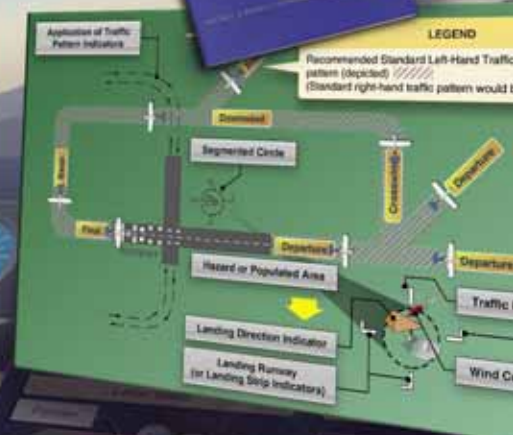 Application of Traffic
Pattern Indicators
LEGEND
Recommended Standard Left-Hand Traffic
pattern (depicted)
(Standard right-hand traffic pattern would b
Entry
Downwind
Segmented Circle
Base
Crosswind
Departure
Final
Departure
Departure
Hazard or Populated Area
Traffic
Landing Direction Indicator
Landing Runway
(or Landing Strip Indicators)
Wind Co